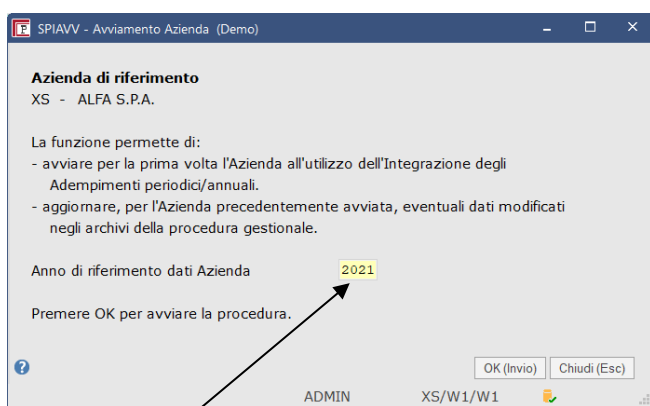 SPIAVV - Avviamento Azienda (Demo)
Azienda di riferimento
XS - ALFA S.P.A.
La funzione permette di:
- avviare per la prima volta l'Azienda all'utilizzo dell'Integrazione degli
Adempimenti periodici/annuali.
- aggiornare, per l'Azienda precedentemente avviata, eventuali dati modificati
negli archivi della procedura gestionale.
Anno di riferimento dati Azienda 2021
Premere OK per avviare la procedura.
OK (Invio) Chiudi (Esc)
ADMIN XS/W1/W1